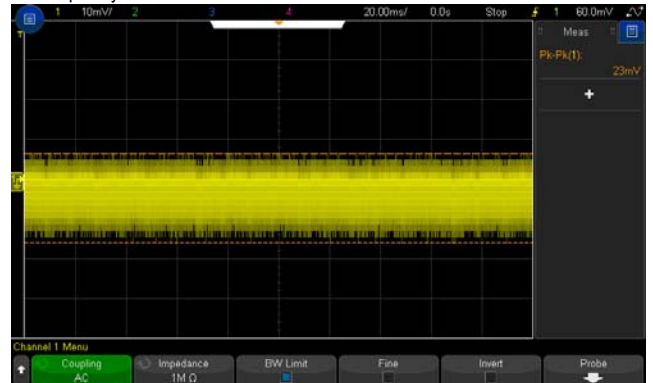 1 10mV/ 2 3 4 20.00ms/ 0.0s Stop 1 60.0mV
T
Meas
Pk-Pk(1):
23mV
+
Channel 1 Menu
Coupling Impedance BW Limit Fine Invert Probe
AC 1M Ω